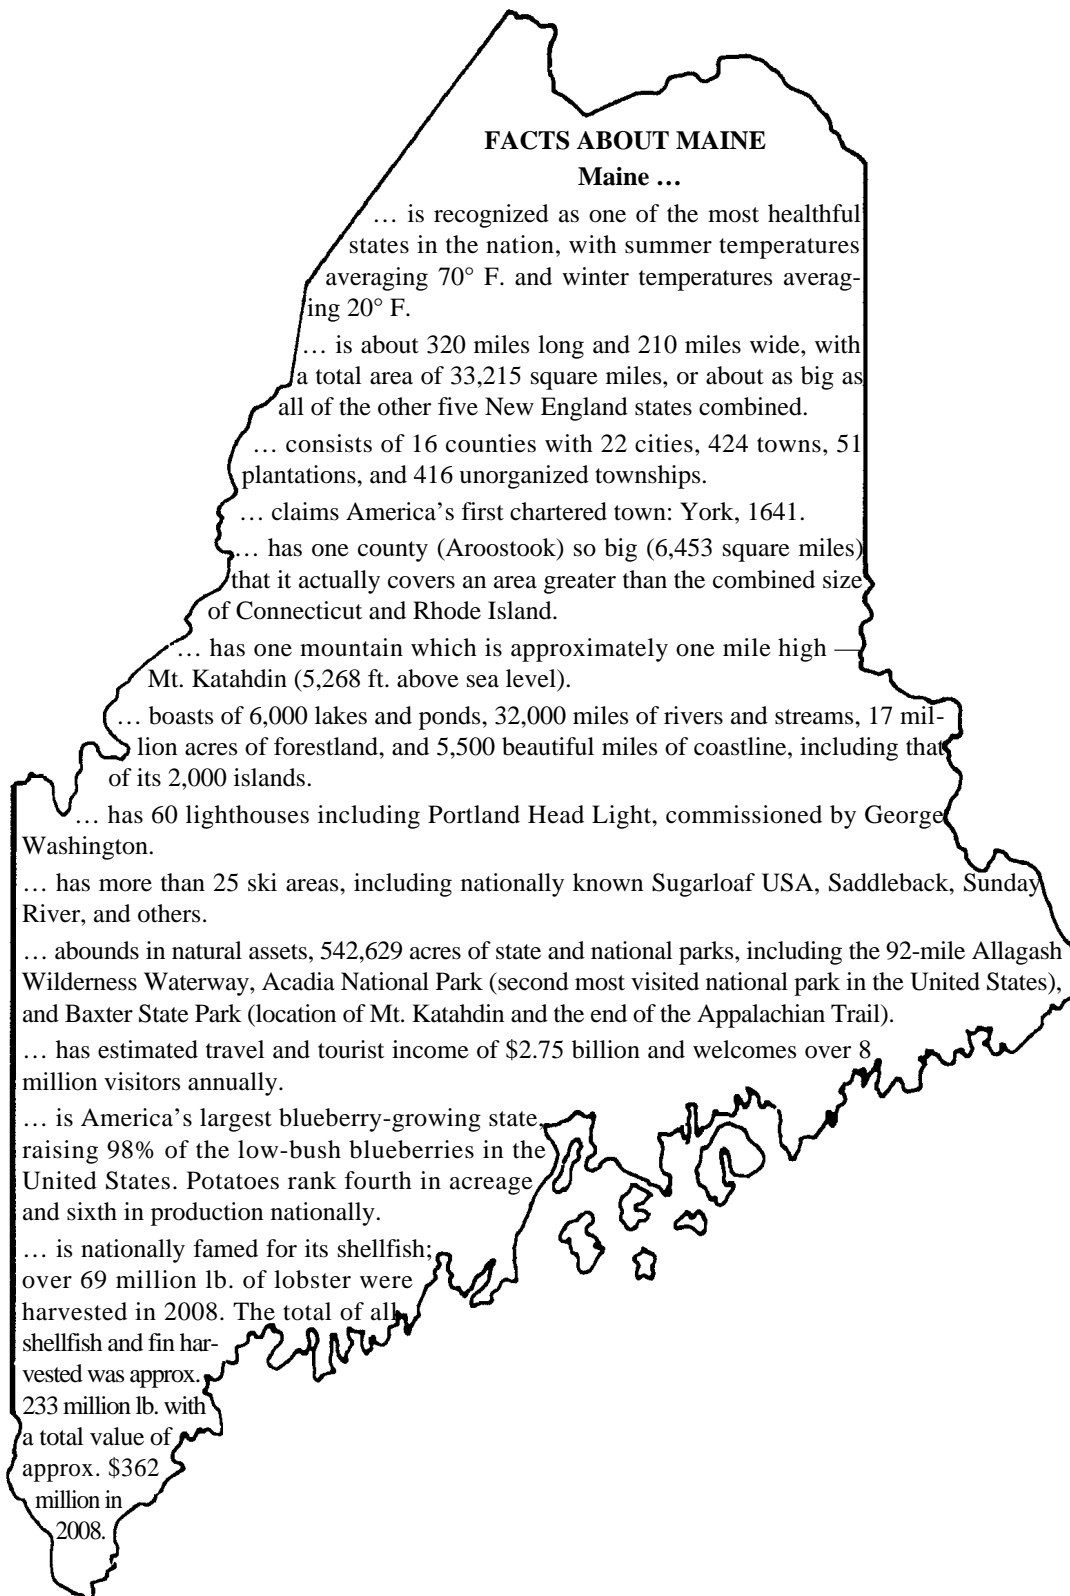 FACTS ABOUT MAINE
Maine …
… is recognized as one of the most healthful
states in the nation, with summer temperatures
averaging 70° F. and winter temperatures averag-
ing 20° F.
… is about 320 miles long and 210 miles wide, with
a total area of 33,215 square miles, or about as big as
all of the other five New England states combined.
… consists of 16 counties with 22 cities, 424 towns, 51
plantations, and 416 unorganized townships.
… claims America’s first chartered town: York, 1641.
… has one county (Aroostook) so big (6,453 square miles)
that it actually covers an area greater than the combined size
of Connecticut and Rhode Island.
… has one mountain which is approximately one mile high —
Mt. Katahdin (5,268 ft. above sea level).
… boasts of 6,000 lakes and ponds, 32,000 miles of rivers and streams, 17 mil-
lion acres of forestland, and 5,500 beautiful miles of coastline, including that
of its 2,000 islands.
… has 60 lighthouses including Portland Head Light, commissioned by George
Washington.
… has more than 25 ski areas, including nationally known Sugarloaf USA, Saddleback, Sunday
River, and others.
… abounds in natural assets, 542,629 acres of state and national parks, including the 92-mile Allagash
Wilderness Waterway, Acadia National Park (second most visited national park in the United States),
and Baxter State Park (location of Mt. Katahdin and the end of the Appalachian Trail).
… has estimated travel and tourist income of $2.75 billion and welcomes over 8
million visitors annually.
… is America’s largest blueberry-growing state,
raising 98% of the low-bush blueberries in the
United States. Potatoes rank fourth in acreage
and sixth in production nationally.
… is nationally famed for its shellfish;
over 69 million lb. of lobster were
harvested in 2008. The total of all
shellfish and fin har-
vested was approx.
233 million lb. with
a total value of
approx. $362
million in
2008.